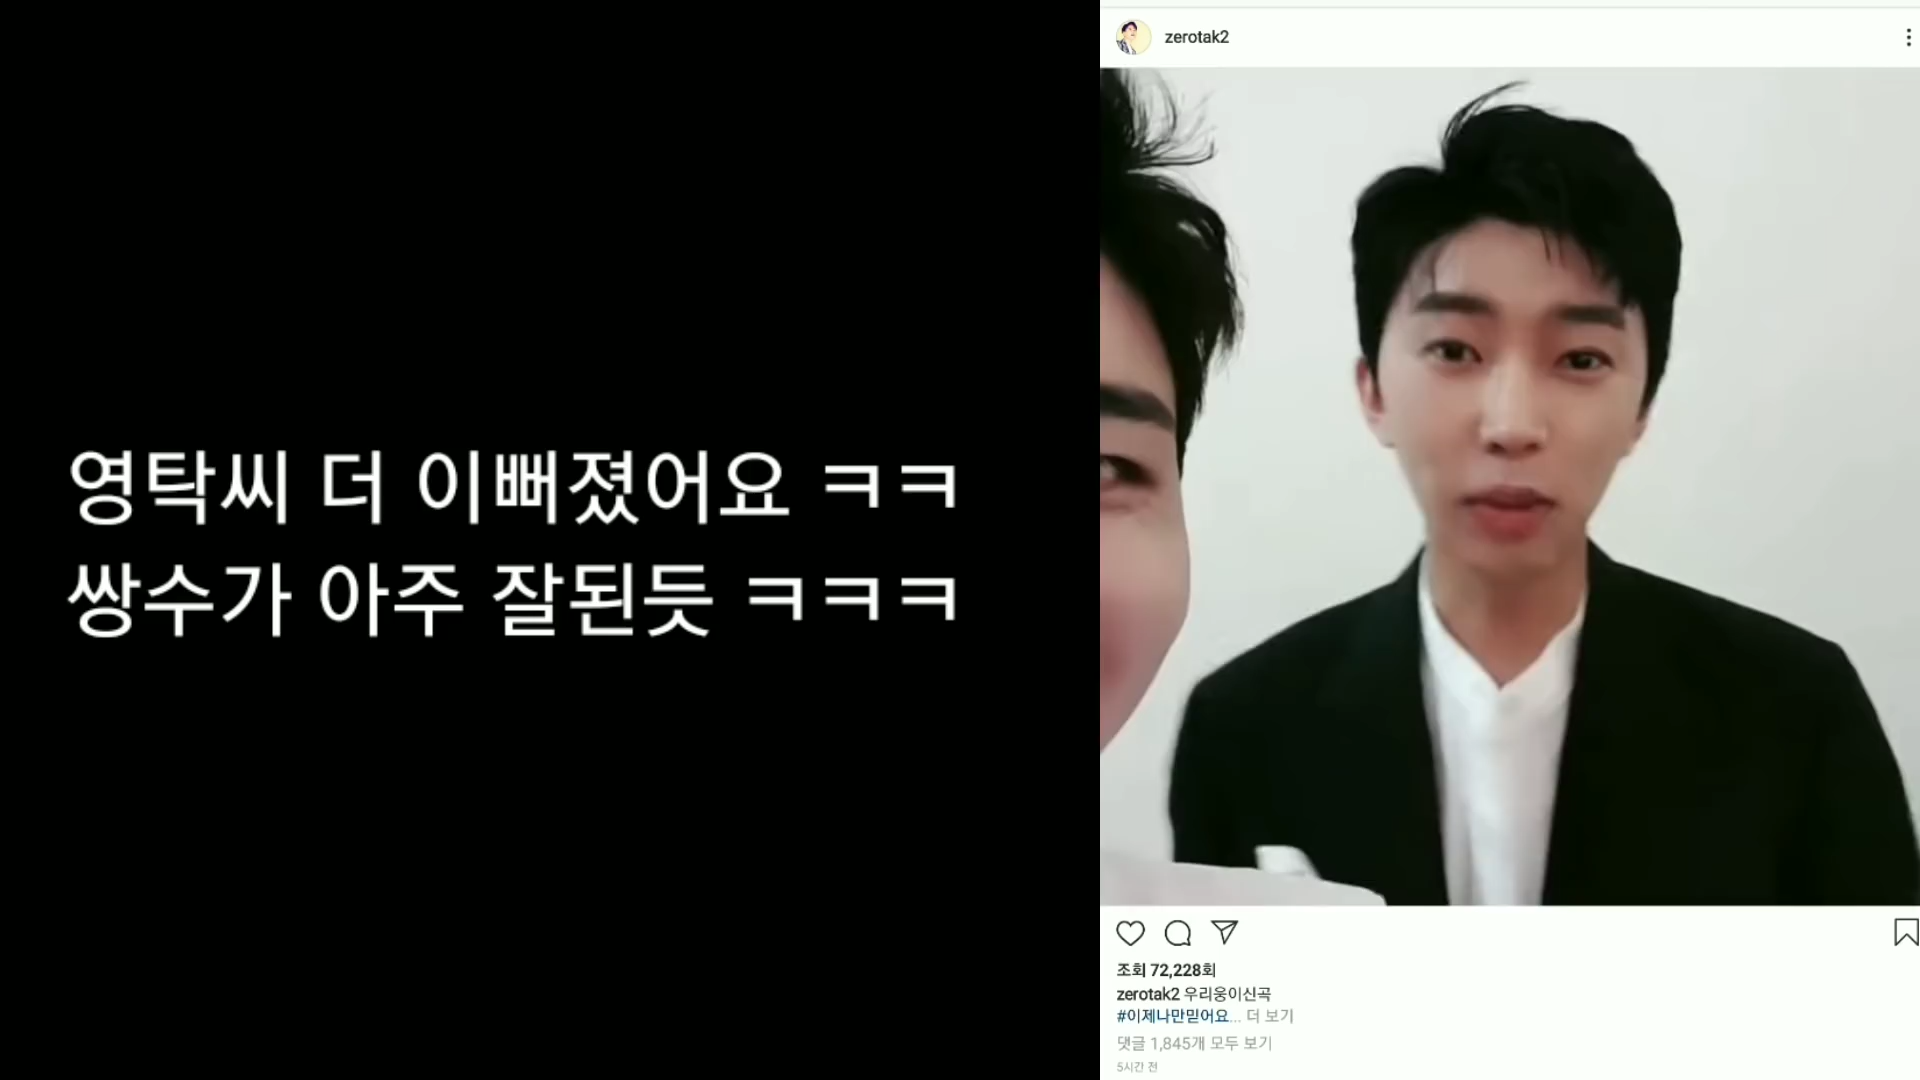 영탁씨 더 이뻐졌어요 ㅋㅋ
쌍수가 아주 잘된듯 ㅋㅋㅋ
zerotak2
조회 72,228회
zerotak2 우리웅이신곡
#이제나만믿어요... 더 보기
댓글 1,845개 모두 보기
5시간 전